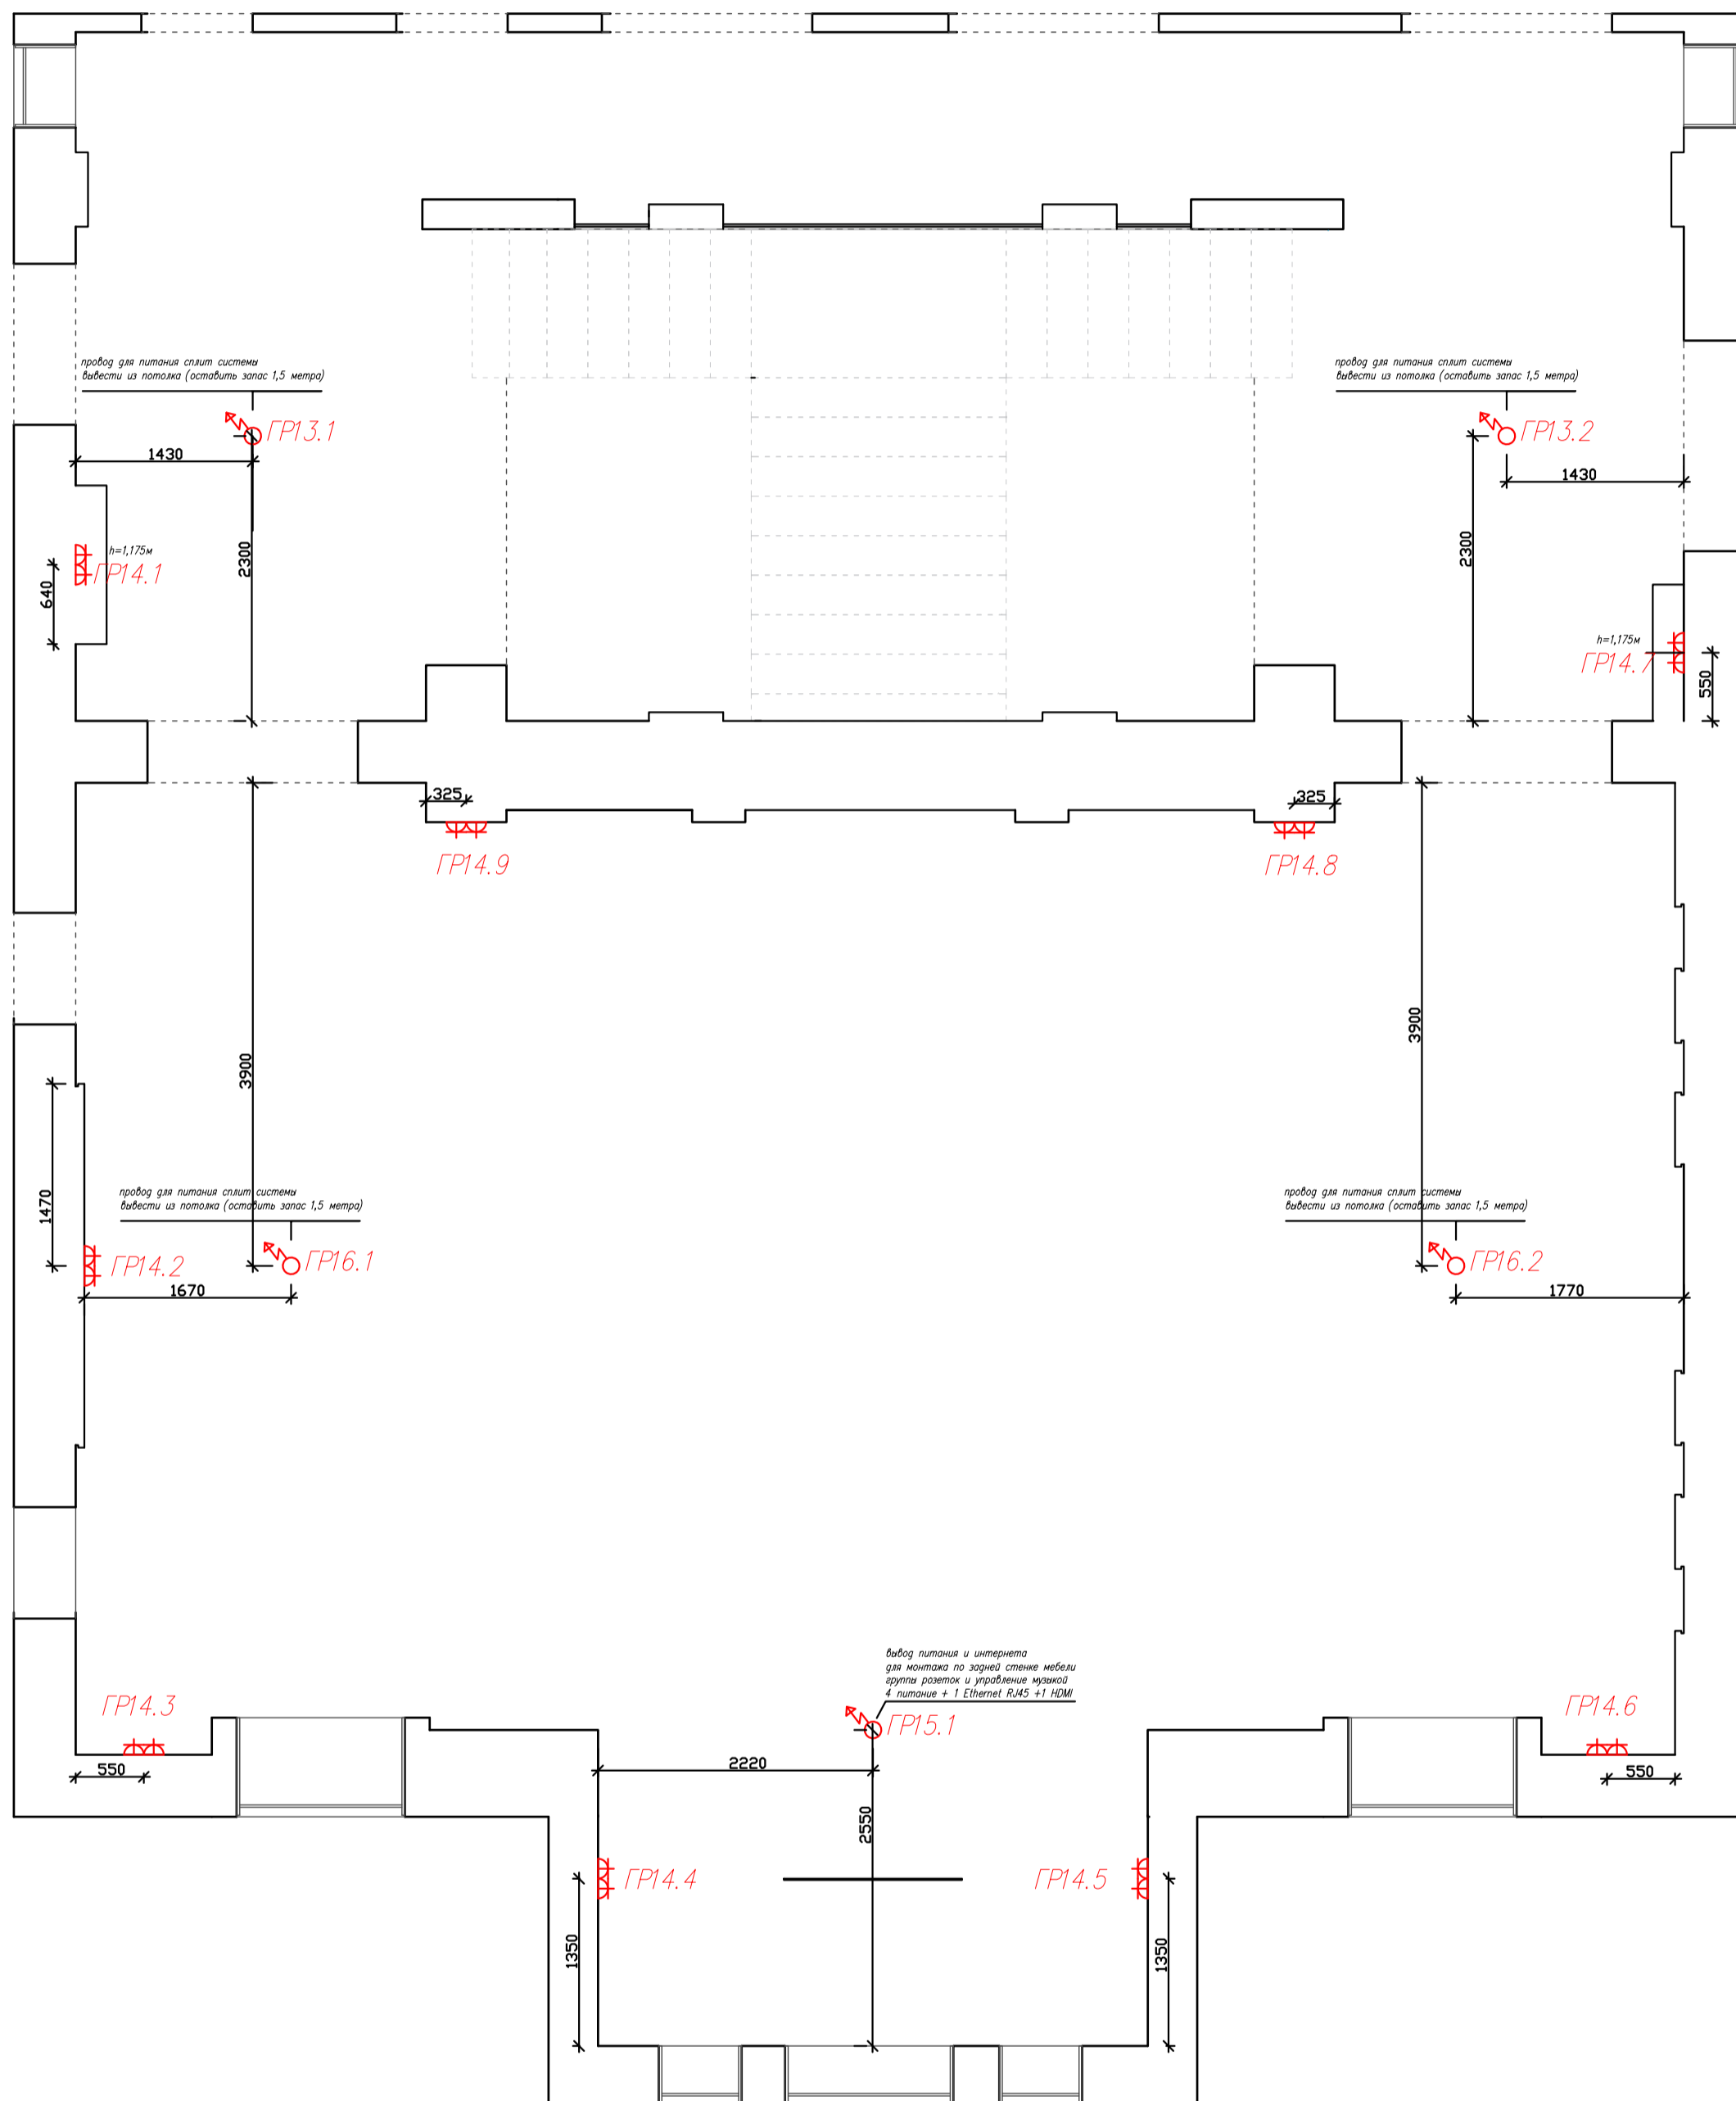 провод для питания сплит системы
вывести из потолка (оставить запас 1,5 метра)
провод для питания сплит системы
вывести из потолка (оставить запас 1,5 метра)
ГР13.1
ГР13.2
1430
1430
2300
2300
h=1,175м
ГР14.1
640
h=1,175м
ГР14.7
550
325
325
ГР14.9
ГР14.8
3900
3900
1470
провод для питания сплит системы
вывести из потолка (оставить запас 1,5 метра)
провод для питания сплит системы
вывести из потолка (оставить запас 1,5 метра)
ГР14.2
ГР16.1
ГР16.2
1670
1770
вывод питания и интернета
для монтажа по задней стенке мебели
группы розеток и управление музыкой
4 питание + 1 Ethernet RJ45 +1 HDMI
ГР14.3
ГР15.1
ГР14.6
550
2220
550
2550
ГР14.4
ГР14.5
1350
1350